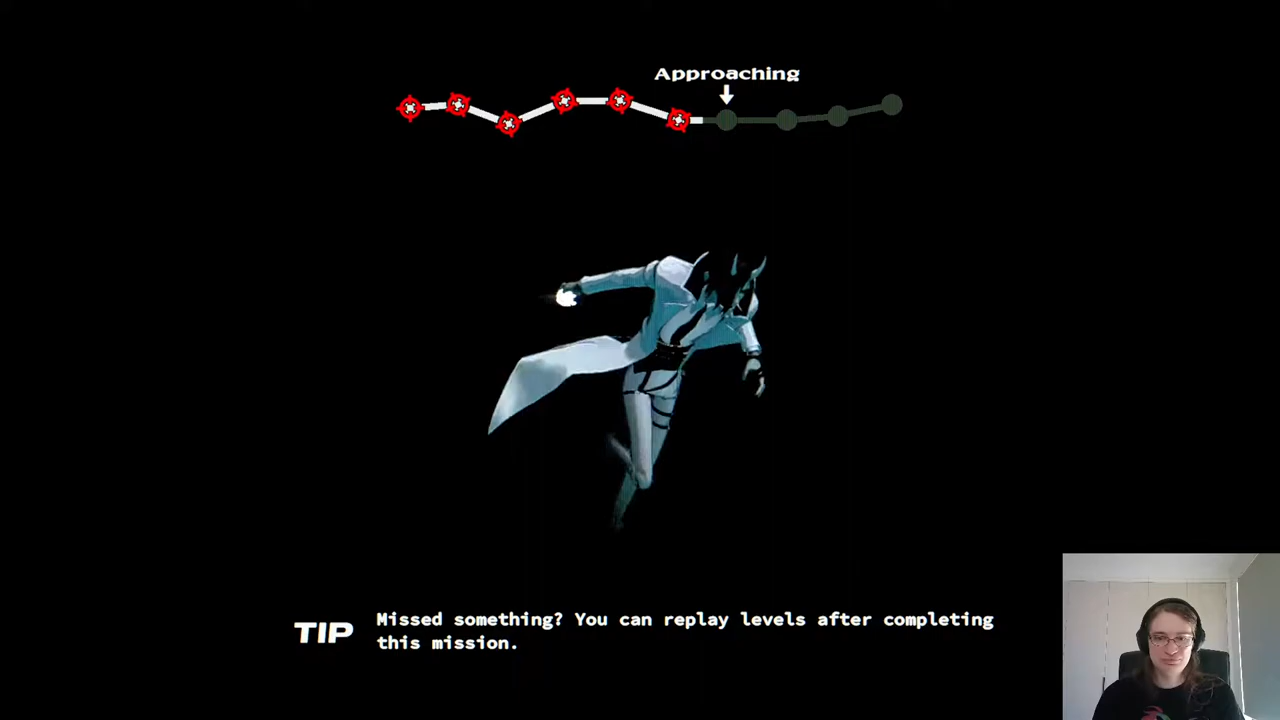 Approaching
TIP
Missed something? You can replay levels after completing
this mission.